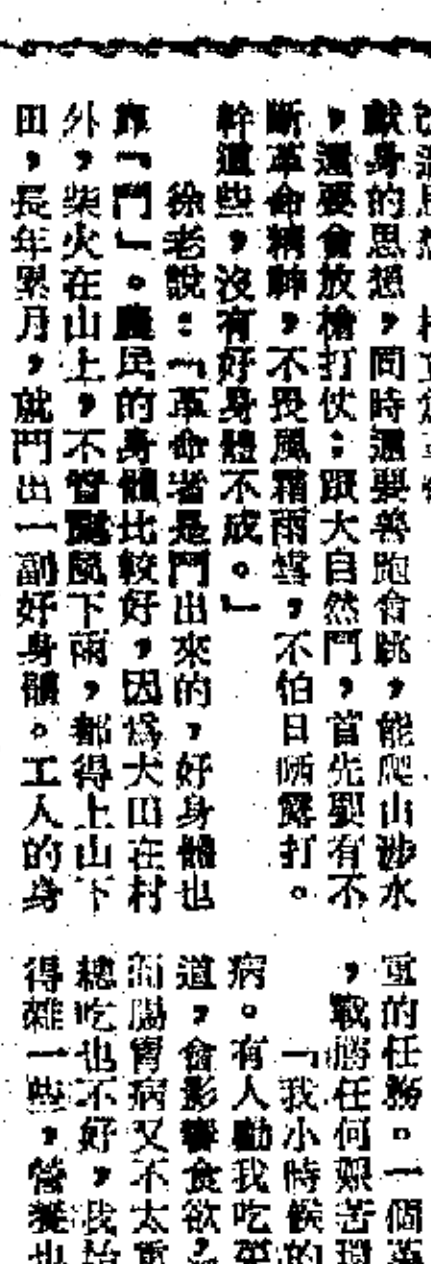 獻身的思想，同時還要善跑會跳，能爬山涉水
，還要會放槍打仗；跟大自然鬥，首先要有不
斷革命精神，不畏風霜雨雪，不怕日晒露打。
幹這些，沒有好身體不成。」
徐老說：「革命者是鬥出來的，好身體也
靠「鬥」。農民的身體比較好，因爲大田在村
外，柴火在山上，不管颳風下雨，都得上山下
田，長年累月，就鬥出一副好身體。工人的身
重的任務。一個革
，戰勝任何艱苦環
「我小時候的
病。有人勸我吃葷
道，會影響食欲，
而腸胃病又不太重
總吃也不好，我始
得雜一些，營養也